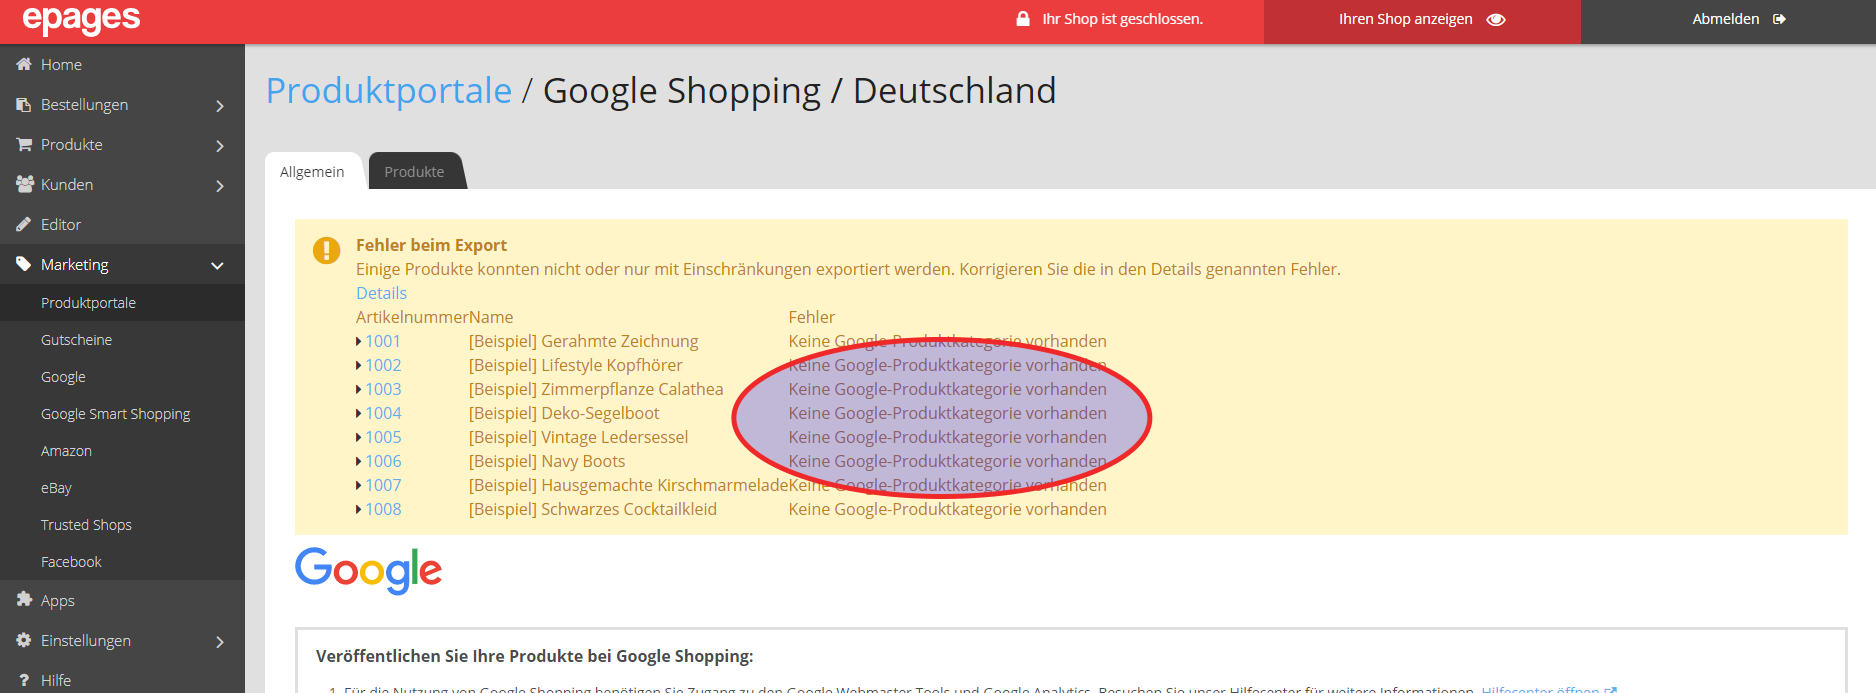 epages
Ihr Shop ist geschlossen.
Ihren Shop anzeigen
Abmelden
Home
Bestellungen
Produkte
Kunden
Editor
Marketing
Produktportale
Gutscheine
Google
Google Smart Shopping
Amazon
eBay
Trusted Shops
Facebook
Apps
Einstellungen
? Hilfe
Produktportale / Google Shopping / Deutschland
Allgemein
Produkte
Fehler beim Export
Einige Produkte konnten nicht oder nur mit Einschränkungen exportiert werden. Korrigieren Sie die in den Details genannten Fehler.
Details
Artikelnummer Name Fehler
1001 [Beispiel] Gerahmte Zeichnung Keine Google-Produktkategorie vorhanden
1002 [Beispiel] Lifestyle Kopfhörer Keine Google-Produktkategorie vorhanden
1003 [Beispiel] Zimmerpflanze Calathea Keine Google-Produktkategorie vorhanden
1004 [Beispiel] Deko-Segelboot Keine Google-Produktkategorie vorhanden
1005 [Beispiel] Vintage Ledersessel Keine Google-Produktkategorie vorhanden
1006 [Beispiel] Navy Boots Keine Google-Produktkategorie vorhanden
1007 [Beispiel] Hausgemachte Kirschmarmelade Keine Google-Produktkategorie vorhanden
1008 [Beispiel] Schwarzes Cocktailkleid Keine Google-Produktkategorie vorhanden
Google
Veröffentlichen Sie Ihre Produkte bei Google Shopping:
1. Für die Nutzung von Google Shopping benötigen Sie Zugang zu den Google Webmaster Tools und Google Analytics. Besuchen Sie unser Hilfecenter für weitere Informationen. Hilfecenter öffnen